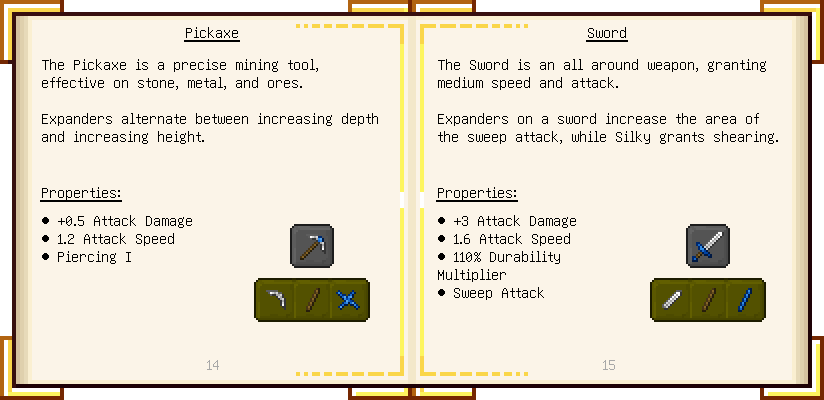 Pickaxe
The Pickaxe is a precise mining tool,
effective on stone, metal, and ores.
Expanders alternate between increasing depth
and increasing height.
Properties:
● +0.5 Attack Damage
● 1.2 Attack Speed
● Piercing I
14
Sword
The Sword is an all around weapon, granting
medium speed and attack.
Expanders on a sword increase the area of
the sweep attack, while Silky grants shearing.
Properties:
● +3 Attack Damage
● 1.6 Attack Speed
● 110% Durability
Multiplier
● Sweep Attack
15